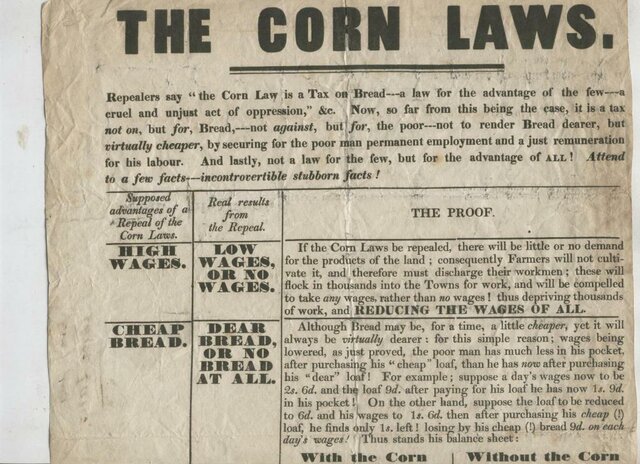 THE CORN LAWS.
Repealers say "the Corn Law is a Tax on Bread---a law for the advantage of the few---a
cruel and unjust act of oppression," &c. Now, so far from this being the case, it is a tax
not on, but for, Bread,---not against, but for, the poor---not to render Bread dearer, but
virtually cheaper, by securing for the poor man permanent employment and a just remuneration
for his labour. And lastly, not a law for the few, but for the advantage of ALL! Attend
to a few facts---incontrovertible stubborn facts!
Supposed
advantages of a
Repeal of the
Corn Laws.
Real results
from
the Repeal.
THE PROOF.
HIGH
WAGES.
LOW
WAGES,
OR NO
WAGES.
If the Corn Laws be repealed, there will be little or no demand
for the products of the land; consequently Farmers will not culti-
vate it, and therefore must discharge their workmen; these will
flock in thousands into the Towns for work, and will be compelled
to take any wages, rather than no wages! thus depriving thousands
of work, and REDUCING THE WAGES OF ALL.
CHEAP
BREAD.
DEAR
BREAD,
OR NO
BREAD
AT ALL.
Although Bread may be, for a time, a little cheaper, yet it will
always be virtually dearer: for this simple reason; wages being
lowered, as just proved, the poor man has much less in his pocket,
after purchasing his "cheap" loaf, than he has now after purchasing
his "dear" loaf! For example; suppose a day's wages now to be
2s. 6d. and the loaf 9d. after paying for his loaf he has now 1s. 9d.
in his pocket! On the other hand, suppose the loaf to be reduced
to 6d. and his wages to 1s. 6d. then after purchasing his cheap (!)
loaf, he finds only 1s. left! losing by his cheap (!) bread 9d. on each
day's wages! Thus stands his balance sheet:
With the Corn
Without the Corn